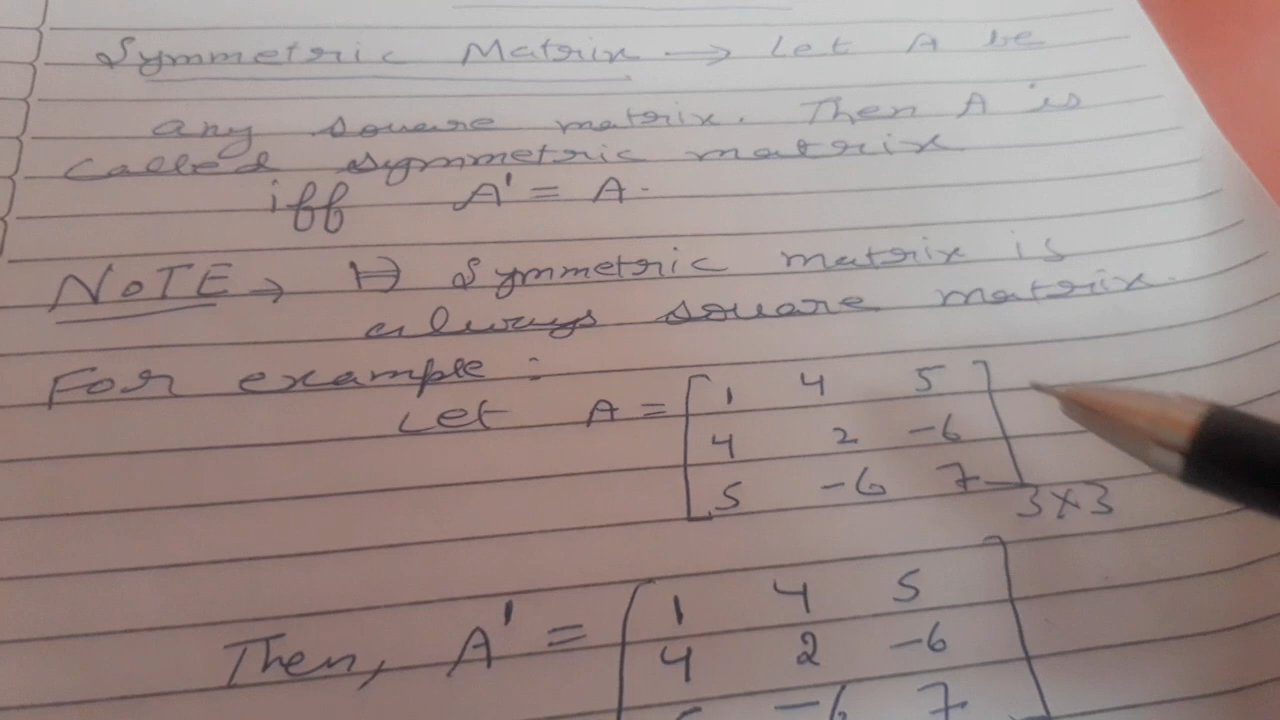 Symmetric Matrix → Let A be
any square matrix. Then A is
called symmetric matrix
iff A' = A.
NOTE → 1) Symmetric matrix is
always square matrix.
For example :
Let A = [1 4 5
4 2 -6
5 -6 7] 3×3
Then, A' = [1 4 5
4 2 -6
-6 7